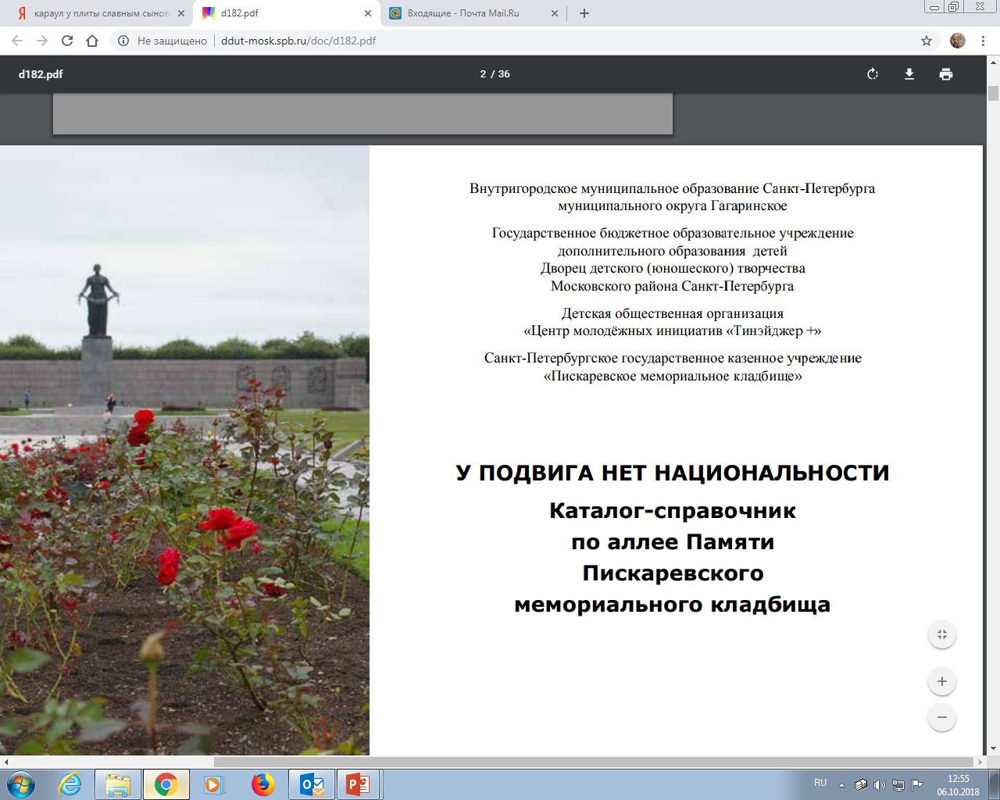 караул у плиты славным сынов
d182.pdf
Входящие - Почта Mail.Ru
Не защищено
ddut-mosk.spb.ru/doc/d182.pdf
d182.pdf
2 / 36
Внутригородское муниципальное образование Санкт-Петербурга
муниципального округа Гагаринское
Государственное бюджетное образовательное учреждение
дополнительного образования детей
Дворец детского (юношеского) творчества
Московского района Санкт-Петербурга
Детская общественная организация
«Центр молодёжных инициатив «Тинэйджер +»
Санкт-Петербургское государственное казенное учреждение
«Пискаревское мемориальное кладбище»
У ПОДВИГА НЕТ НАЦИОНАЛЬНОСТИ
Каталог-справочник
по аллее Памяти
Пискаревского
мемориального кладбища
RU
12:55
06.10.2018